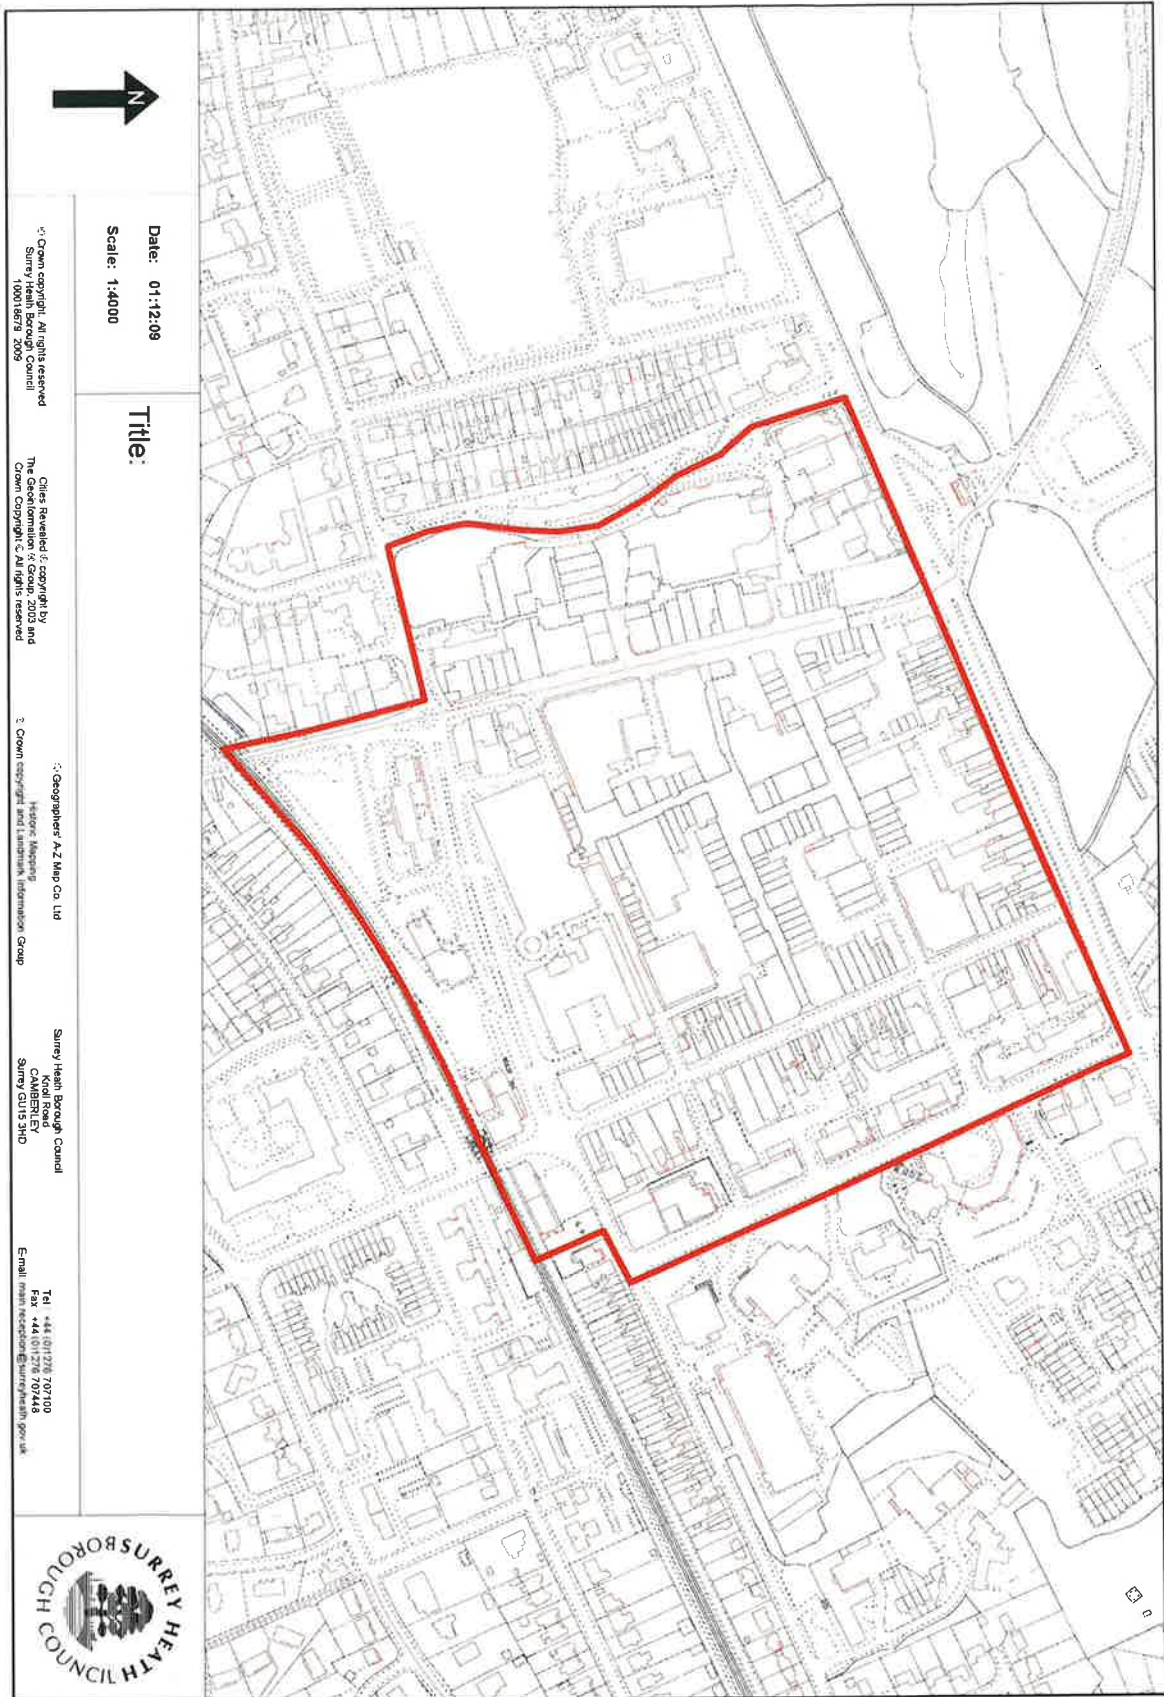 N
Date: 01:12:09
Scale: 1:4000
Title:
© Crown copyright. All rights reserved
Surrey Heath Borough Council
100018679 2009
Cities Revealed © copyright by
The GeoInformation ® Group, 2003 and
Crown Copyright © All rights reserved
© Geographers' A-Z Map Co. Ltd
Historic Mapping
© Crown copyright and Landmark Information Group
Surrey Heath Borough Council
Knoll Road
CAMBERLEY
Surrey GU15 3HD
Tel: +44 (0)1276 707100
Fax +44 (0)1276 707448
E-mail: main.reception@surreyheath.gov.uk
SURREY HEATH
BOROUGH COUNCIL